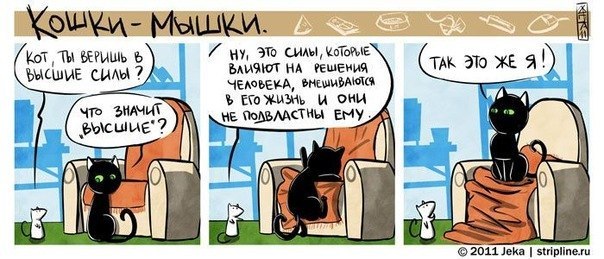 Кошки-мышки.
КОТ, ТЫ ВЕРИШЬ В
ВЫСШИЕ СИЛЫ?
ЧТО ЗНАЧИТ
„ВЫСШИЕ"?
НУ, ЭТО СИЛЫ, КОТОРЫЕ
ВЛИЯЮТ НА РЕШЕНИЯ
ЧЕЛОВЕКА, ВМЕШИВАЮТСЯ
В ЕГО ЖИЗНЬ И ОНИ
НЕ ПОДВЛАСТНЫ ЕМУ.
ТАК ЭТО ЖЕ Я!
© 2011 Jeka | stripline.ru